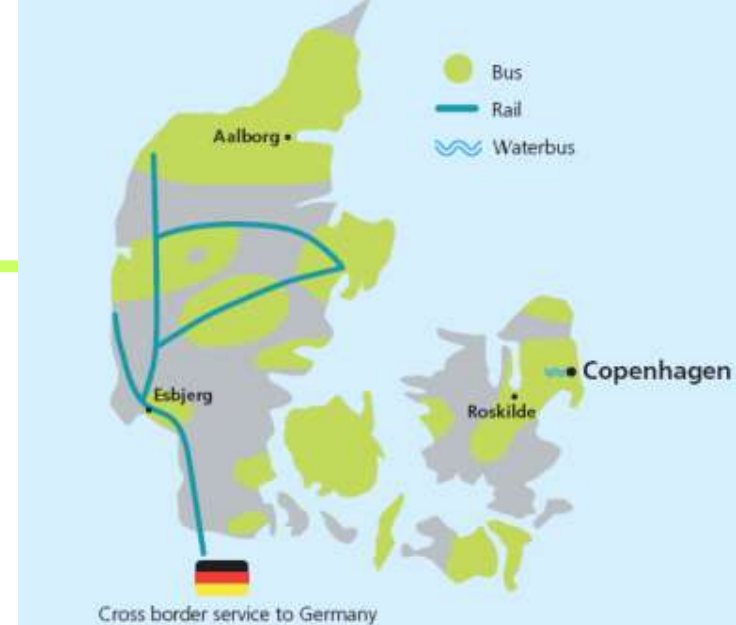 Bus
Rail
Waterbus
Aalborg
Copenhagen
Esbjerg
Roskilde
Cross border service to Germany